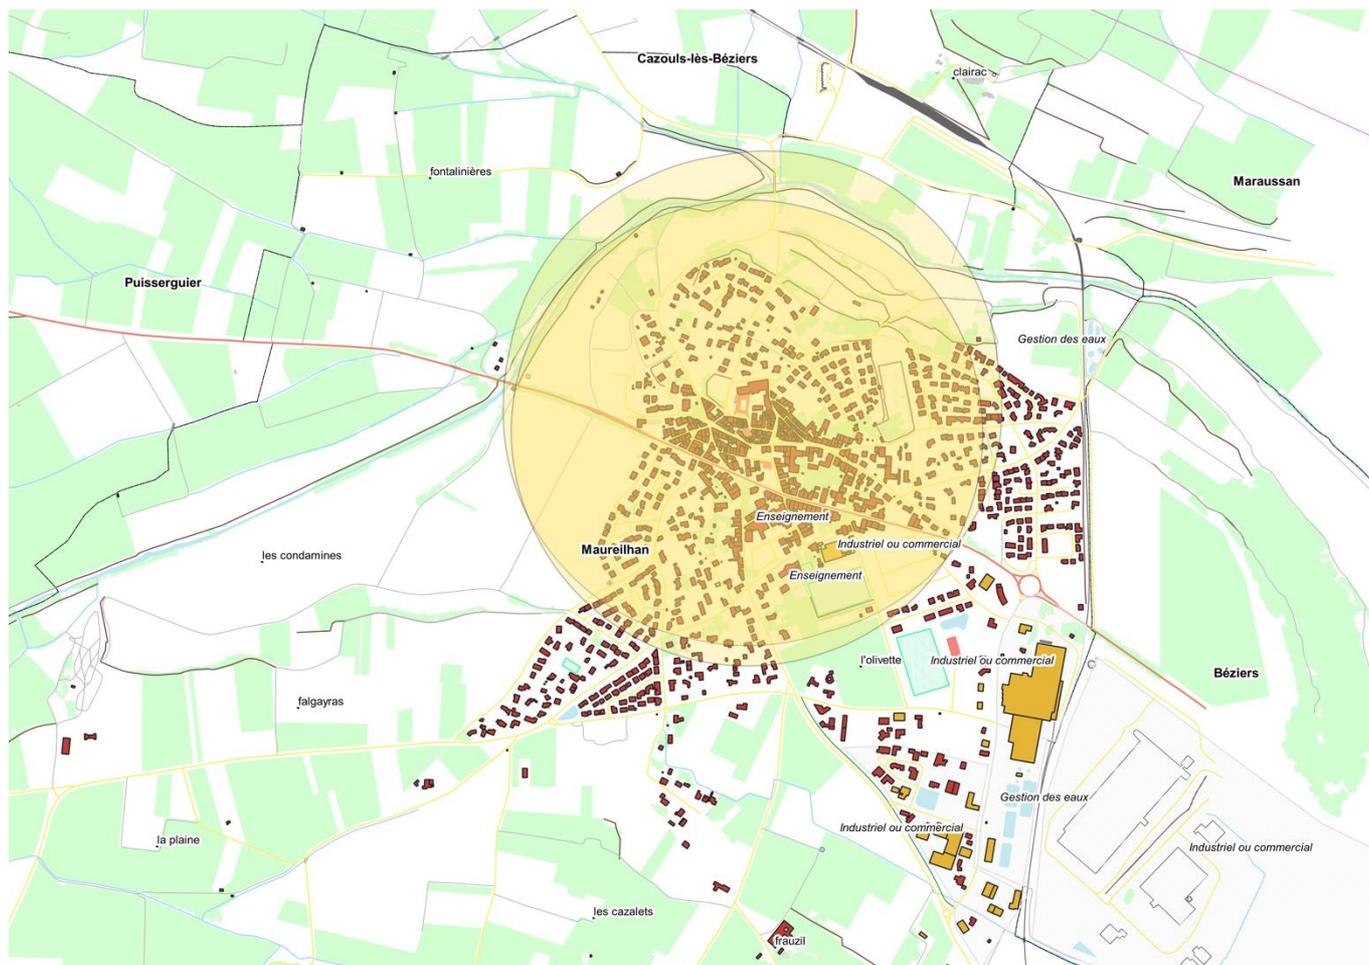 Cazouls-lès-Béziers
clairac
fontalinières
Maraussan
Puisserguier
Gestion des eaux
Enseignement
Industriel ou commercial
Maureilhan
les condamines
Enseignement
l'olivette
Industriel ou commercial
Béziers
falgayras
Gestion des eaux
Industriel ou commercial
la plaine
Industriel ou commercial
les cazalets
frauzil